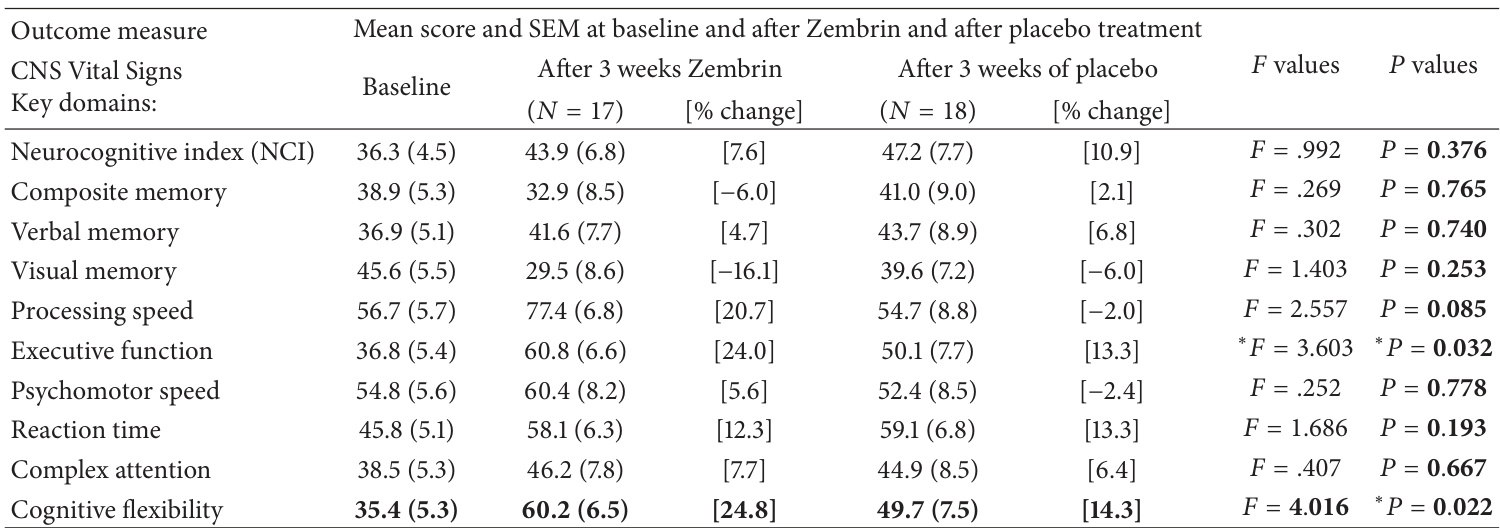 Outcome measure Mean score and SEM at baseline and after Zembrin and after placebo treatment
CNS Vital Signs Baseline After 3 weeks Zembrin After 3 weeks of placebo F values P values
Key domains: (N = 17) [% change] (N = 18) [% change]
Neurocognitive index (NCI) 36.3 (4.5) 43.9 (6.8) [7.6] 47.2 (7.7) [10.9] F = .992 P = 0.376
Composite memory 38.9 (5.3) 32.9 (8.5) [−6.0] 41.0 (9.0) [2.1] F = .269 P = 0.765
Verbal memory 36.9 (5.1) 41.6 (7.7) [4.7] 43.7 (8.9) [6.8] F = .302 P = 0.740
Visual memory 45.6 (5.5) 29.5 (8.6) [−16.1] 39.6 (7.2) [−6.0] F = 1.403 P = 0.253
Processing speed 56.7 (5.7) 77.4 (6.8) [20.7] 54.7 (8.8) [−2.0] F = 2.557 P = 0.085
Executive function 36.8 (5.4) 60.8 (6.6) [24.0] 50.1 (7.7) [13.3] *F = 3.603 *P = 0.032
Psychomotor speed 54.8 (5.6) 60.4 (8.2) [5.6] 52.4 (8.5) [−2.4] F = .252 P = 0.778
Reaction time 45.8 (5.1) 58.1 (6.3) [12.3] 59.1 (6.8) [13.3] F = 1.686 P = 0.193
Complex attention 38.5 (5.3) 46.2 (7.8) [7.7] 44.9 (8.5) [6.4] F = .407 P = 0.667
Cognitive flexibility 35.4 (5.3) 60.2 (6.5) [24.8] 49.7 (7.5) [14.3] F = 4.016 *P = 0.022